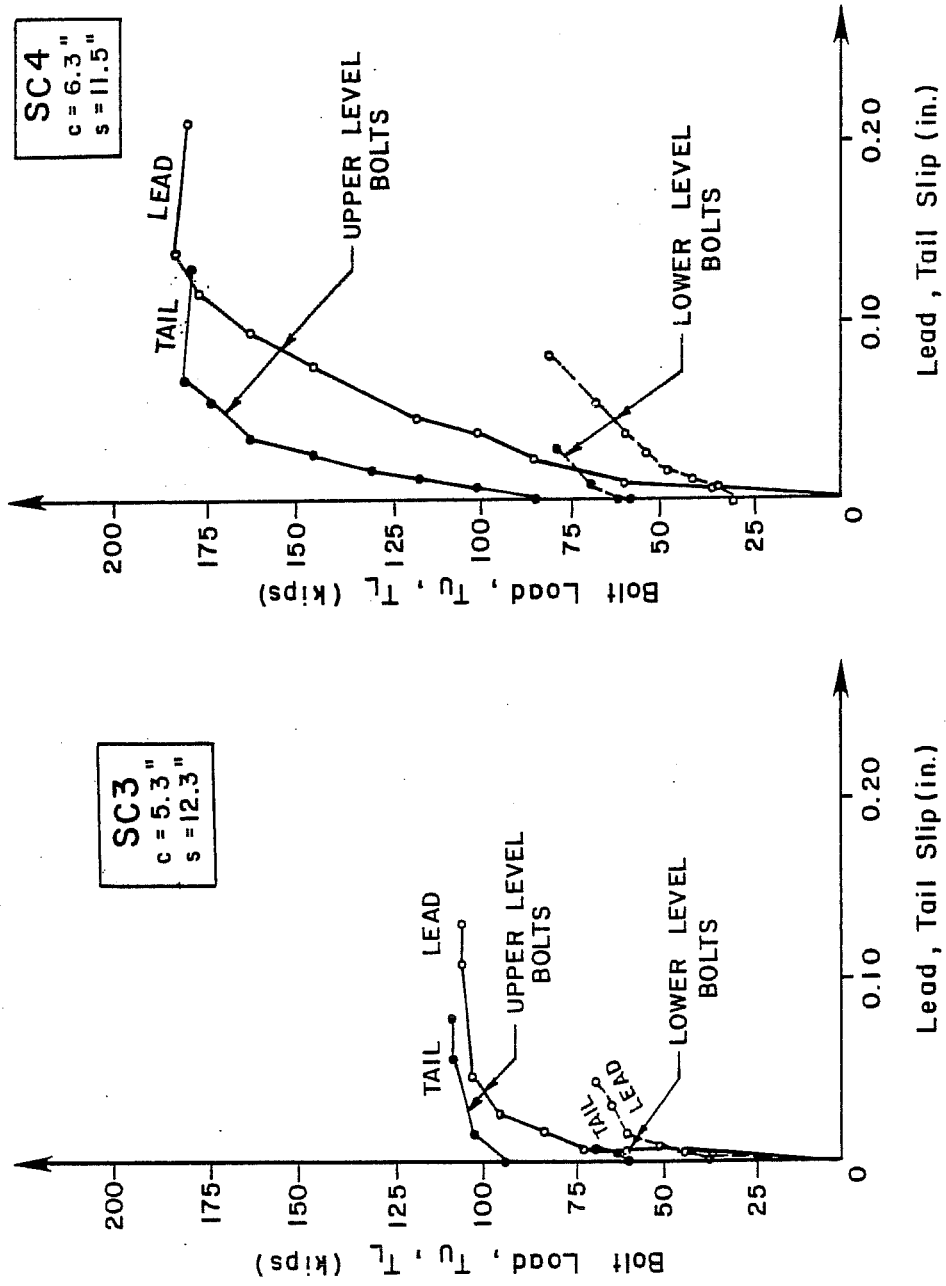 SC3
c = 5.3"
s = 12.3"
Bolt Load, TU, TL (kips)
200
175
150
125
100
75
50
25
0
0.10
0.20
Lead, Tail Slip (in.)
TAIL
LEAD
UPPER LEVEL
BOLTS
TAIL
LEAD
LOWER LEVEL
BOLTS
SC4
c = 6.3"
s = 11.5"
Bolt Load, TU, TL (kips)
200
175
150
125
100
75
50
25
0
0.10
0.20
Lead, Tail Slip (in.)
TAIL
LEAD
UPPER LEVEL
BOLTS
LOWER LEVEL
BOLTS